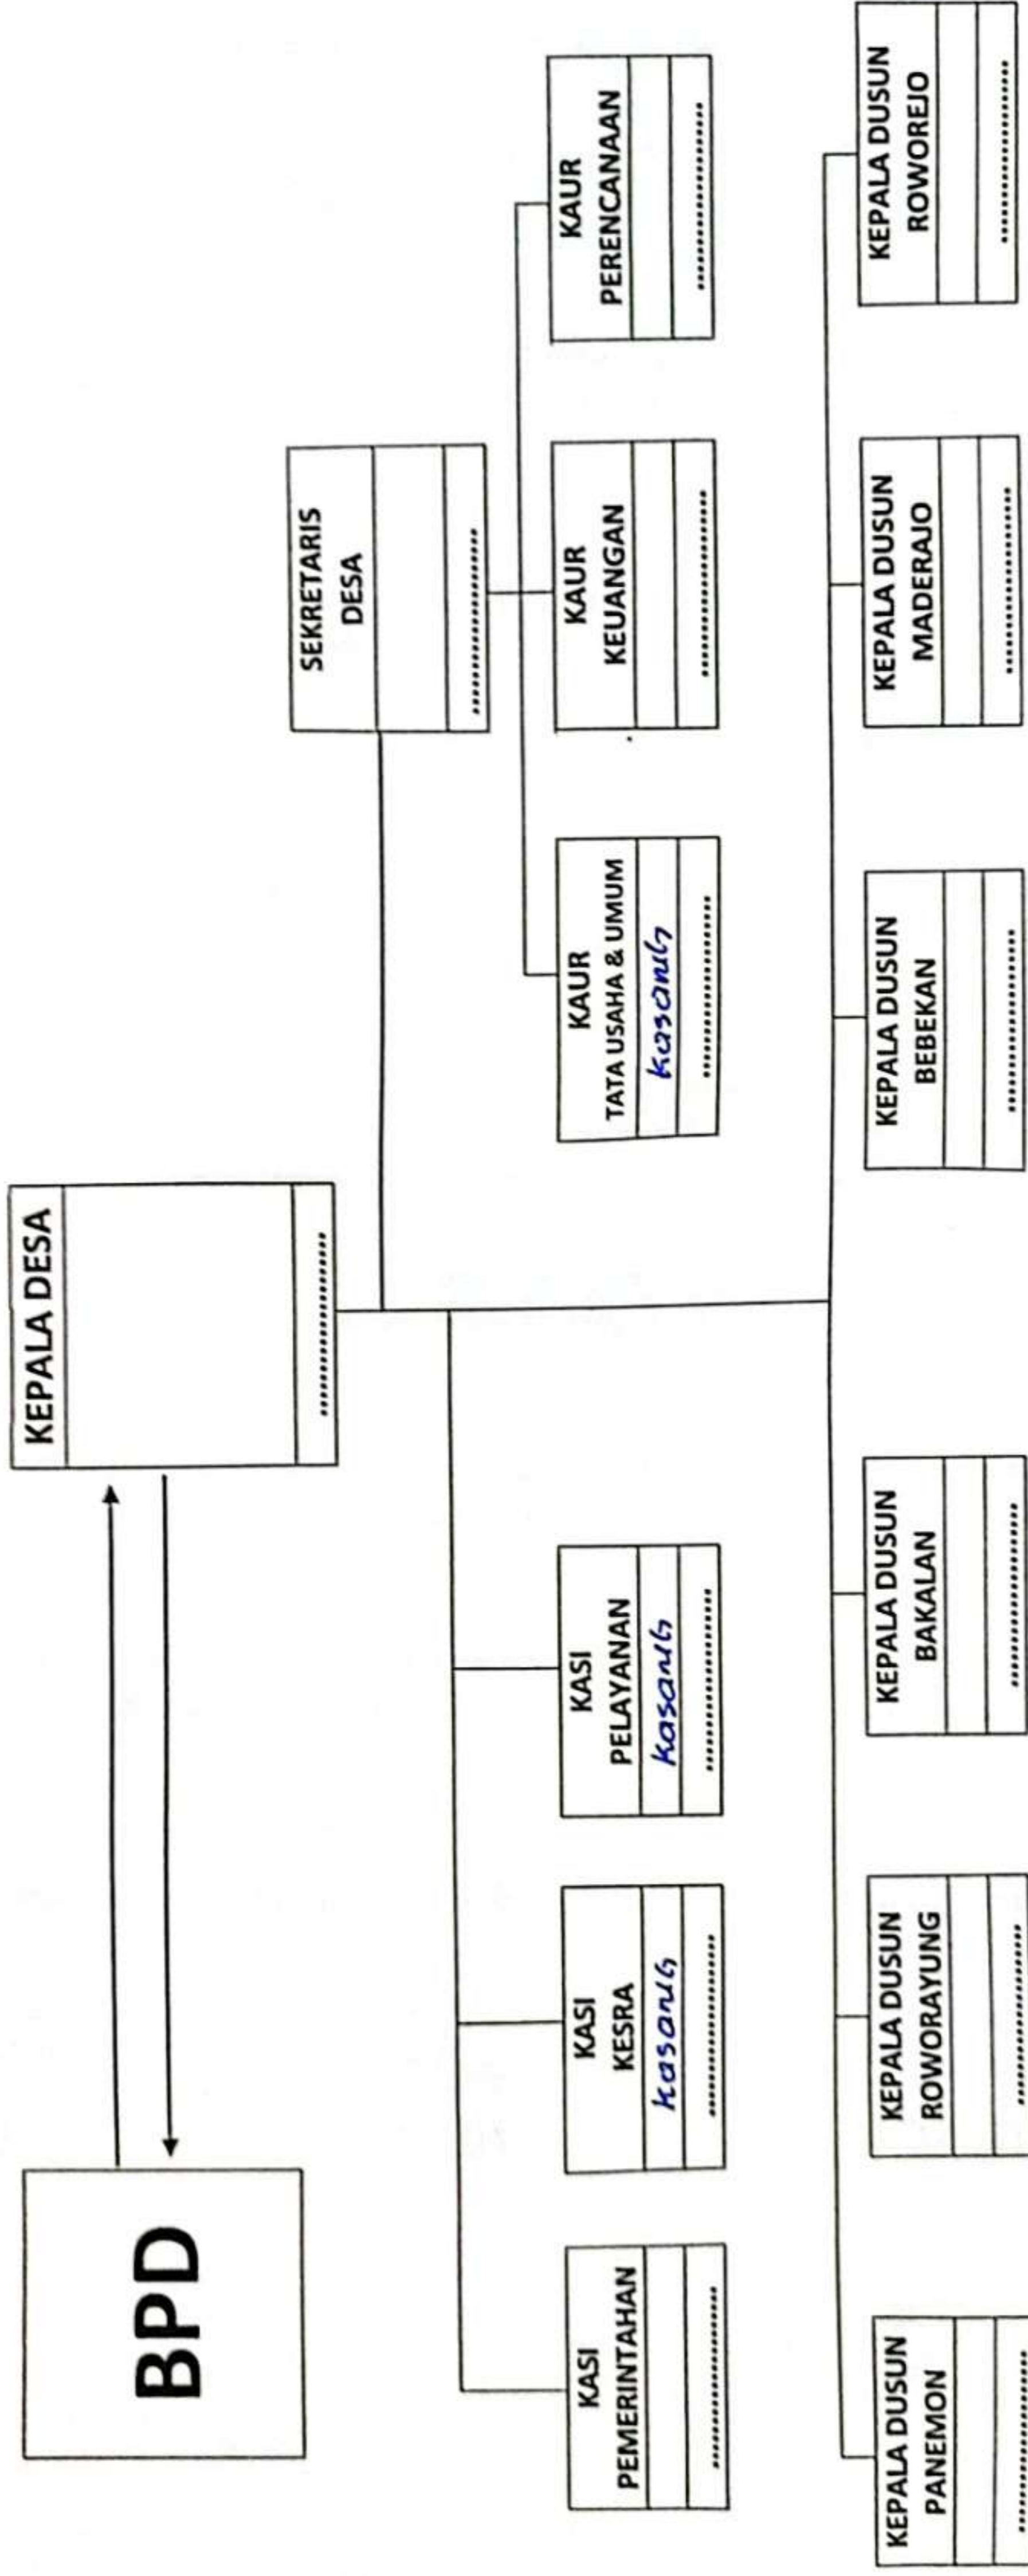 BPD
KEPALA DESA
SEKRETARIS
DESA
KASI
PEMERINTAHAN
KASI
KESRA
kosong
KASI
PELAYANAN
kosong
KAUR
TATA USAHA & UMUM
kosong
KAUR
KEUANGAN
KAUR
PERENCANAAN
KEPALA DUSUN
PANEMON
KEPALA DUSUN
ROWORAYUNG
KEPALA DUSUN
BAKALAN
KEPALA DUSUN
BEBEKAN
KEPALA DUSUN
MADERAJO
KEPALA DUSUN
ROWOREJO